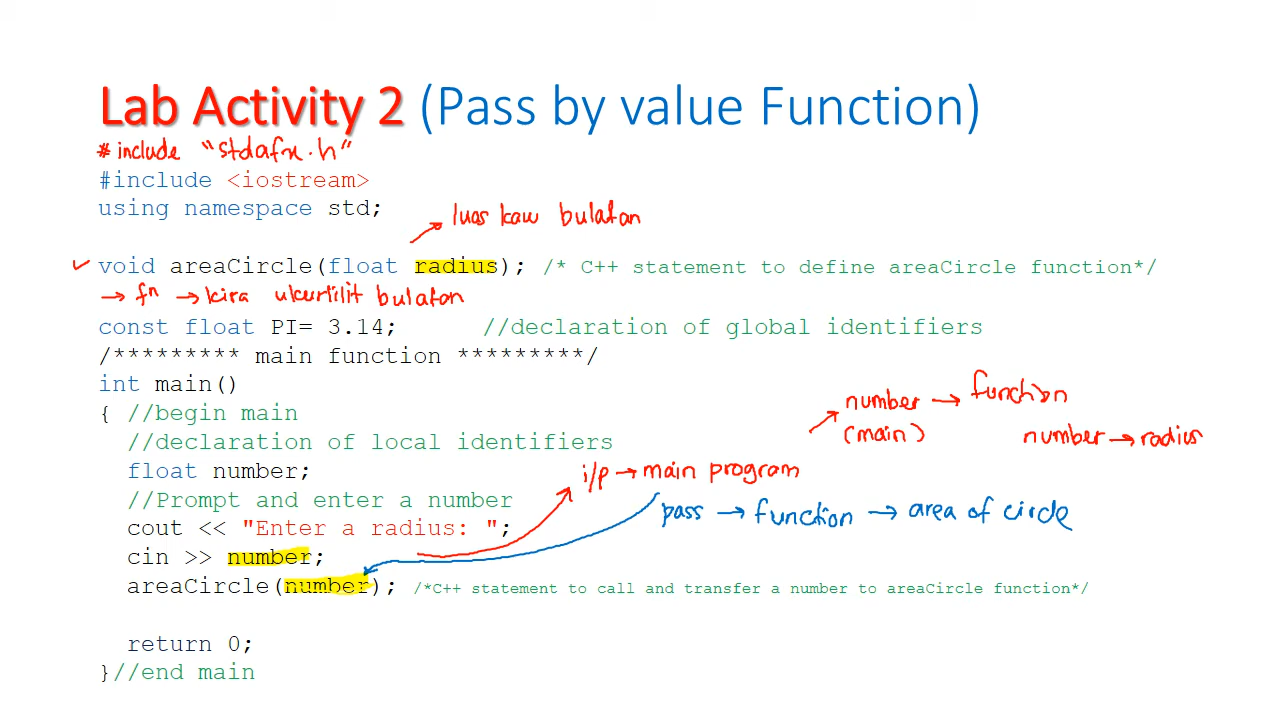 Lab Activity 2 (Pass by value Function)
#include "stdafx.h"
#include <iostream>
using namespace std;
luas kaw bulatan
void areaCircle(float radius); /* C++ statement to define areaCircle function*/
→ fn → kira ukurlilit bulatan
const float PI= 3.14; //declaration of global identifiers
/********* main function *********/
int main()
{ //begin main
number → function
(main)
number → radius
//declaration of local identifiers
float number;
i/p → main program
//Prompt and enter a number
pass → function → area of circle
cout << "Enter a radius: ";
cin >> number;
areaCircle(number); /*C++ statement to call and transfer a number to areaCircle function*/
return 0;
}//end main